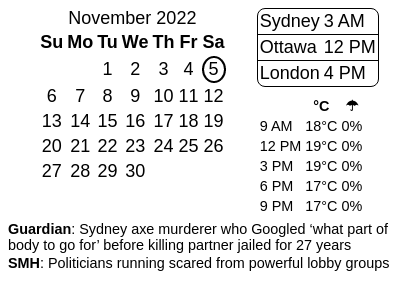 November 2022
Su Mo Tu We Th Fr Sa
1 2 3 4 5
6 7 8 9 10 11 12
13 14 15 16 17 18 19
20 21 22 23 24 25 26
27 28 29 30
Sydney 3 AM
Ottawa 12 PM
London 4 PM
°C ☂
9 AM 18°C 0%
12 PM 19°C 0%
3 PM 19°C 0%
6 PM 17°C 0%
9 PM 17°C 0%
Guardian: Sydney axe murderer who Googled ‘what part of
body to go for’ before killing partner jailed for 27 years
SMH: Politicians running scared from powerful lobby groups